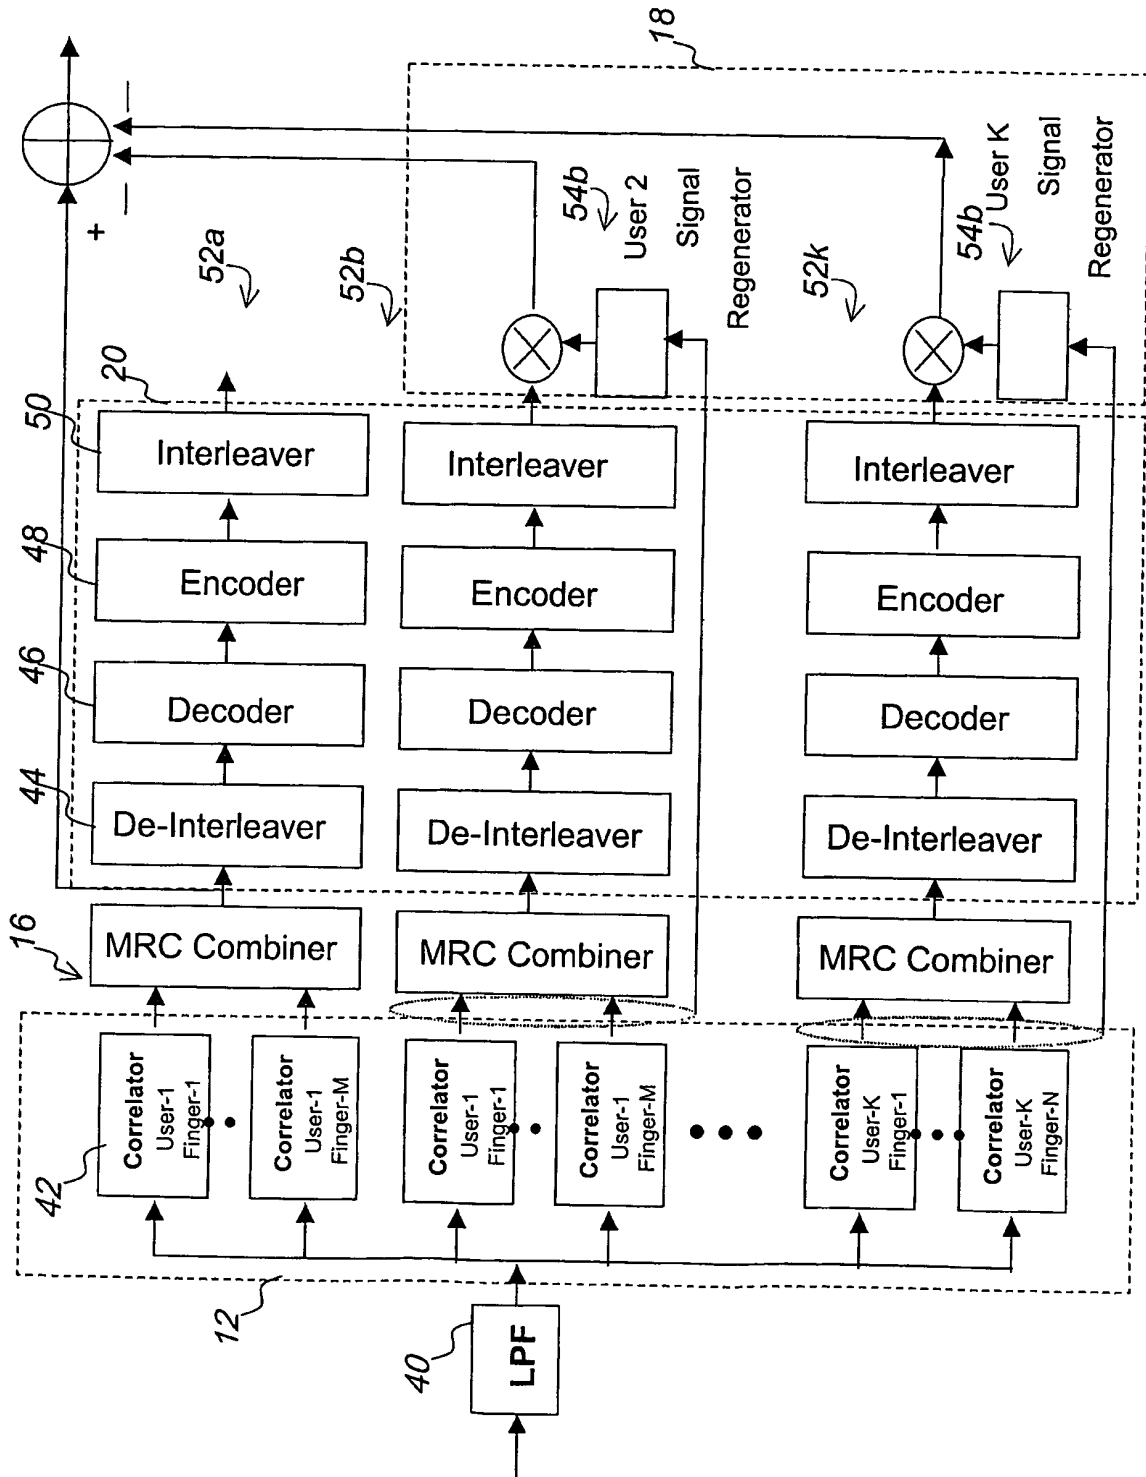 18
+
—
—
52a
52b
54b
User 2
Signal
Regenerator
52k
54b
User K
Signal
Regenerator
20
50
Interleaver
Interleaver
Interleaver
48
Encoder
Encoder
Encoder
46
Decoder
Decoder
Decoder
44
De-Interleaver
De-Interleaver
De-Interleaver
16
MRC Combiner
MRC Combiner
MRC Combiner
42
Correlator
User-1
Finger-1
Correlator
User-1
Finger-M
Correlator
User-1
Finger-1
Correlator
User-1
Finger-M
Correlator
User-K
Finger-1
Correlator
User-K
Finger-N
12
40
LPF